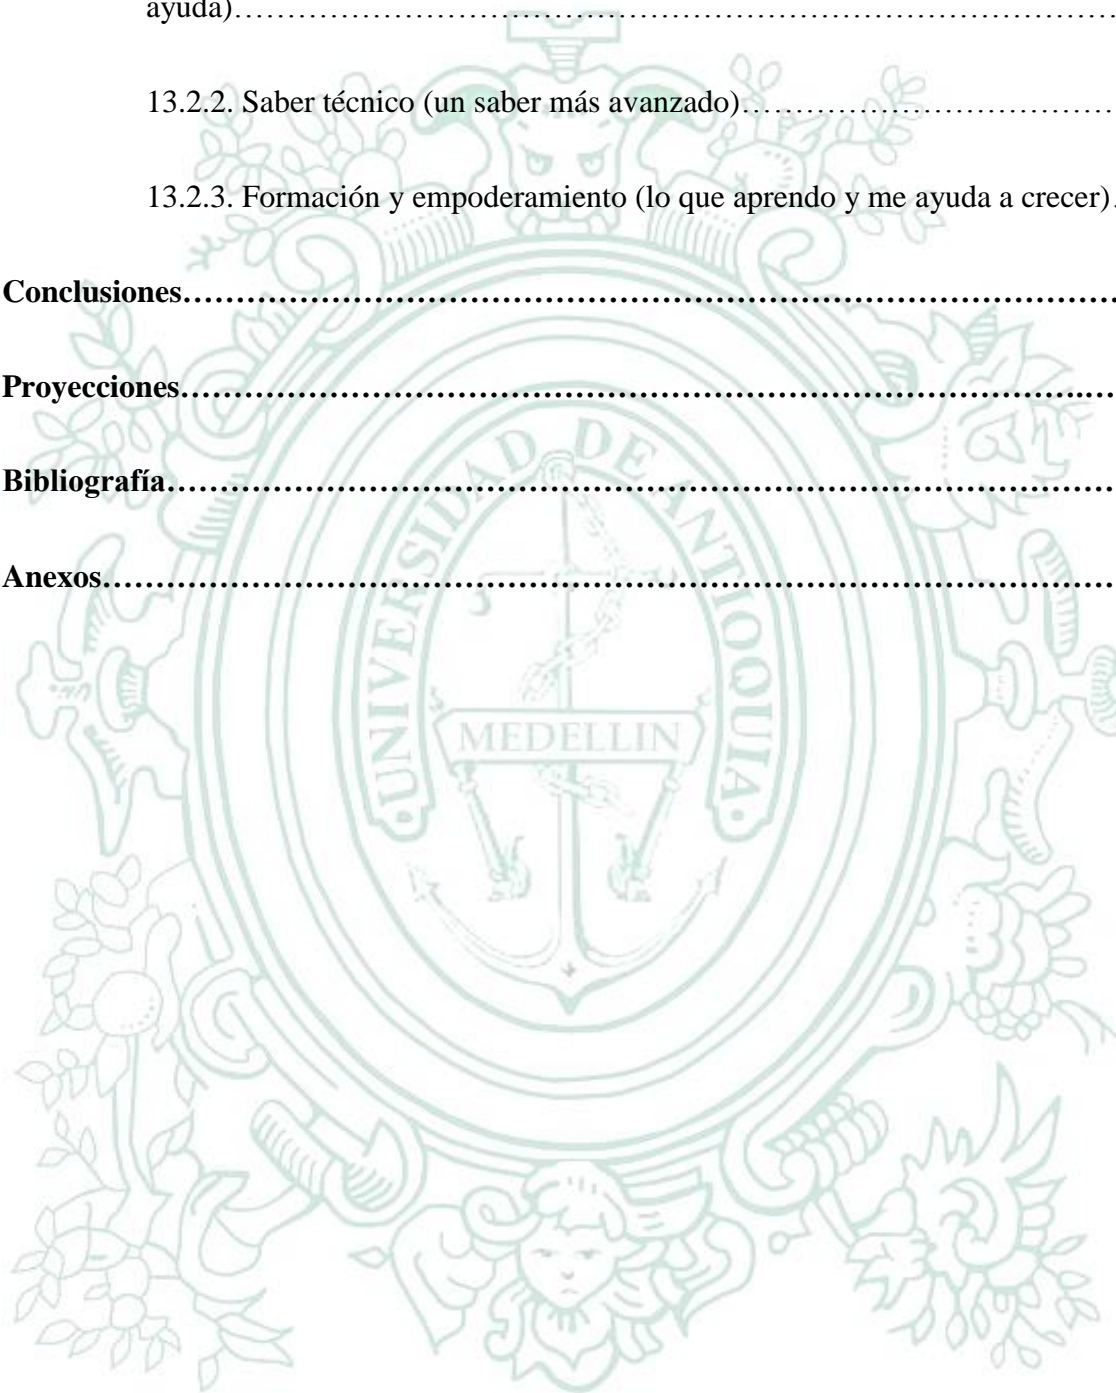 ayuda)……………………………………………………………………
13.2.2. Saber técnico (un saber más avanzado)……………………………
13.2.3. Formación y empoderamiento (lo que aprendo y me ayuda a crecer).
Conclusiones……………………………………………………………………………
Proyecciones……………………………………………………………………….…
Bibliografía………………………………………………………………………………
Anexos……………………………………………………………………………………
UNIVERSIDAD DE ANTIOQUIA
MEDELLIN